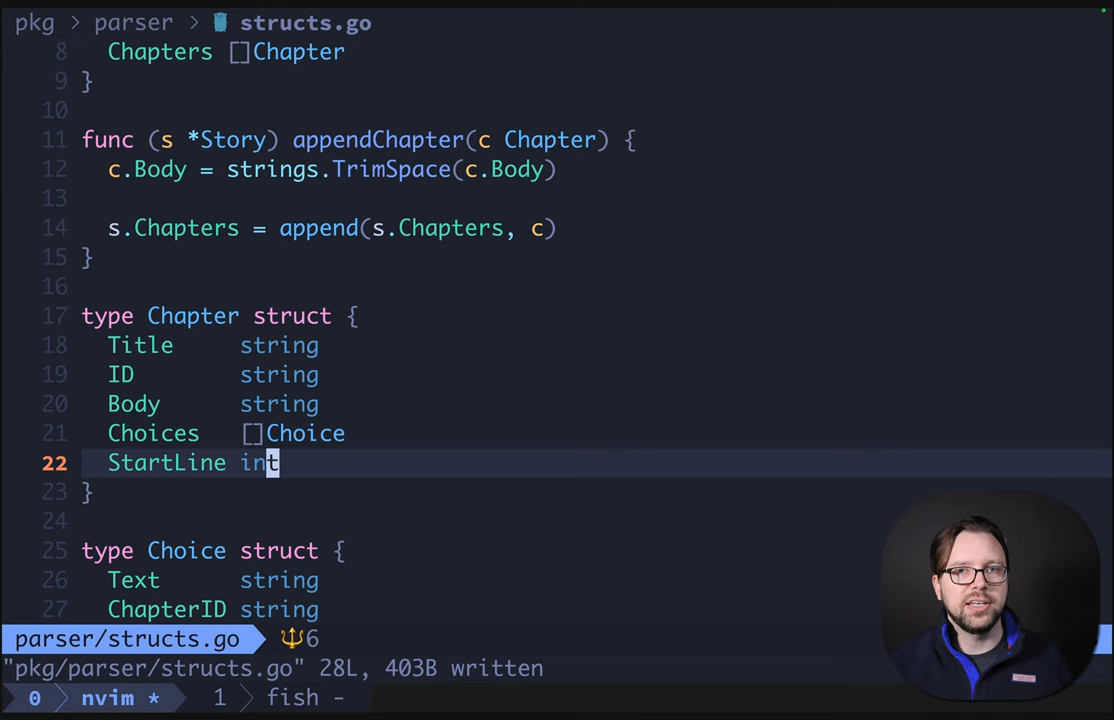 pkg > parser > structs.go
8 Chapters []Chapter
9 }
10
11 func (s *Story) appendChapter(c Chapter) {
12 c.Body = strings.TrimSpace(c.Body)
13
14 s.Chapters = append(s.Chapters, c)
15 }
16
17 type Chapter struct {
18 Title string
19 ID string
20 Body string
21 Choices []Choice
22 StartLine int
23 }
24
25 type Choice struct {
26 Text string
27 ChapterID string
parser/structs.go 6
"pkg/parser/structs.go" 28L, 403B written
0 nvim * 1 fish -